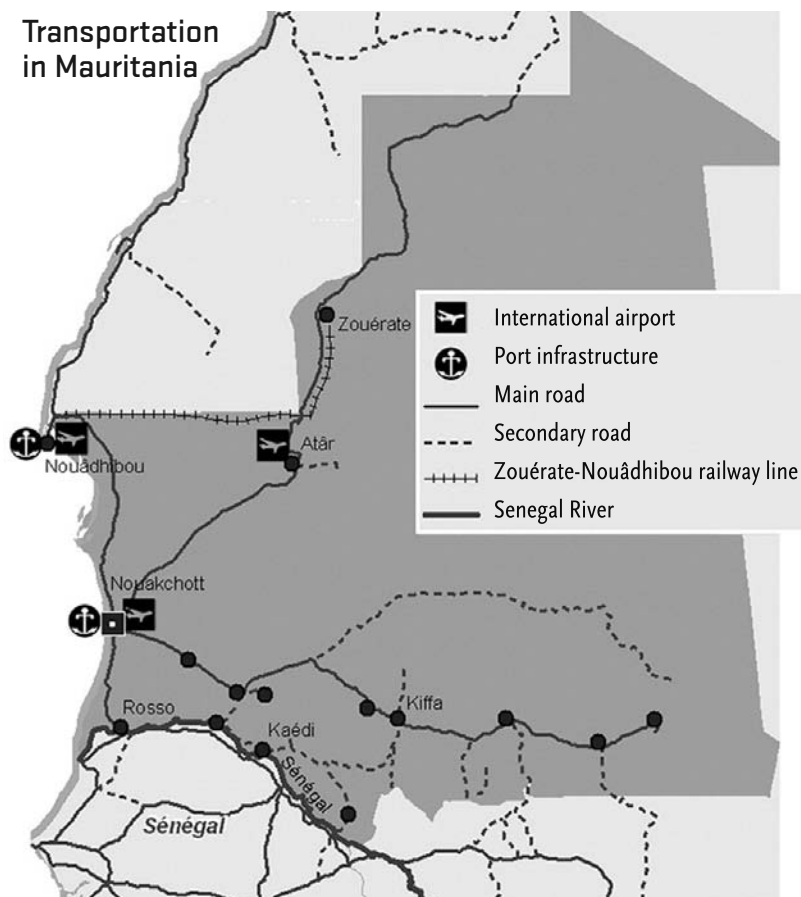 Transportation
in Mauritania
Zouérate
International airport
Port infrastructure
Main road
Secondary road
Zouérate-Nouâdhibou railway line
Senegal River
Atâr
Nouâdhibou
Nouakchott
Rosso
Kiffa
Kaédi
Sénégal
Sénégal